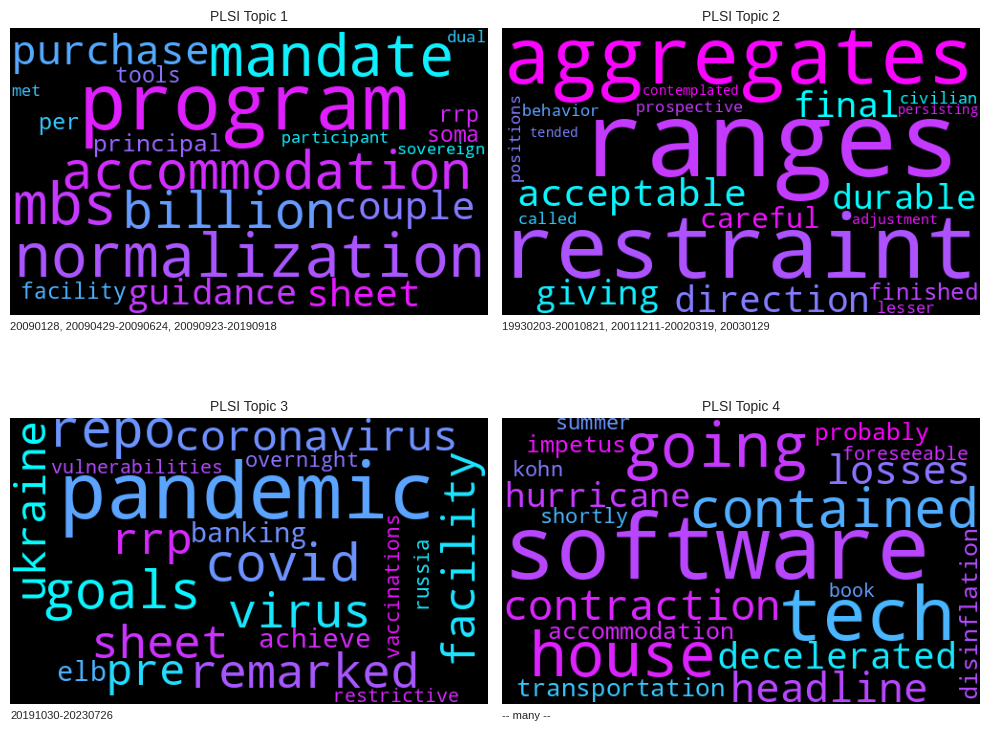 PLSI Topic 1
purchase mandate dual
tools
met program
per rrp
principal participant soma
sovereign
accommodation
mbs billion couple
normalization
facility guidance sheet
20090128, 20090429-20090624, 20090923-20190918
PLSI Topic 2
aggregates
contemplated
behavior prospective final civilian
persisting
positions tended ranges
acceptable durable
called careful adjustment
restraint
giving direction finished
lesser
19930203-20010821, 20011211-20020319, 20030129
PLSI Topic 3
repo coronavirus
ukraine vulnerabilities overnight
pandemic facility
rrp banking
covid vaccinations russia
goals virus
sheet achieve
elb pre remarked
restrictive
20191030-20230726
PLSI Topic 4
summer going probably
impetus foreseeable
kohn losses
hurricane contained
shortly
software disinflation
book
contraction tech
accommodation
house decelerated
transportation headline
-- many --